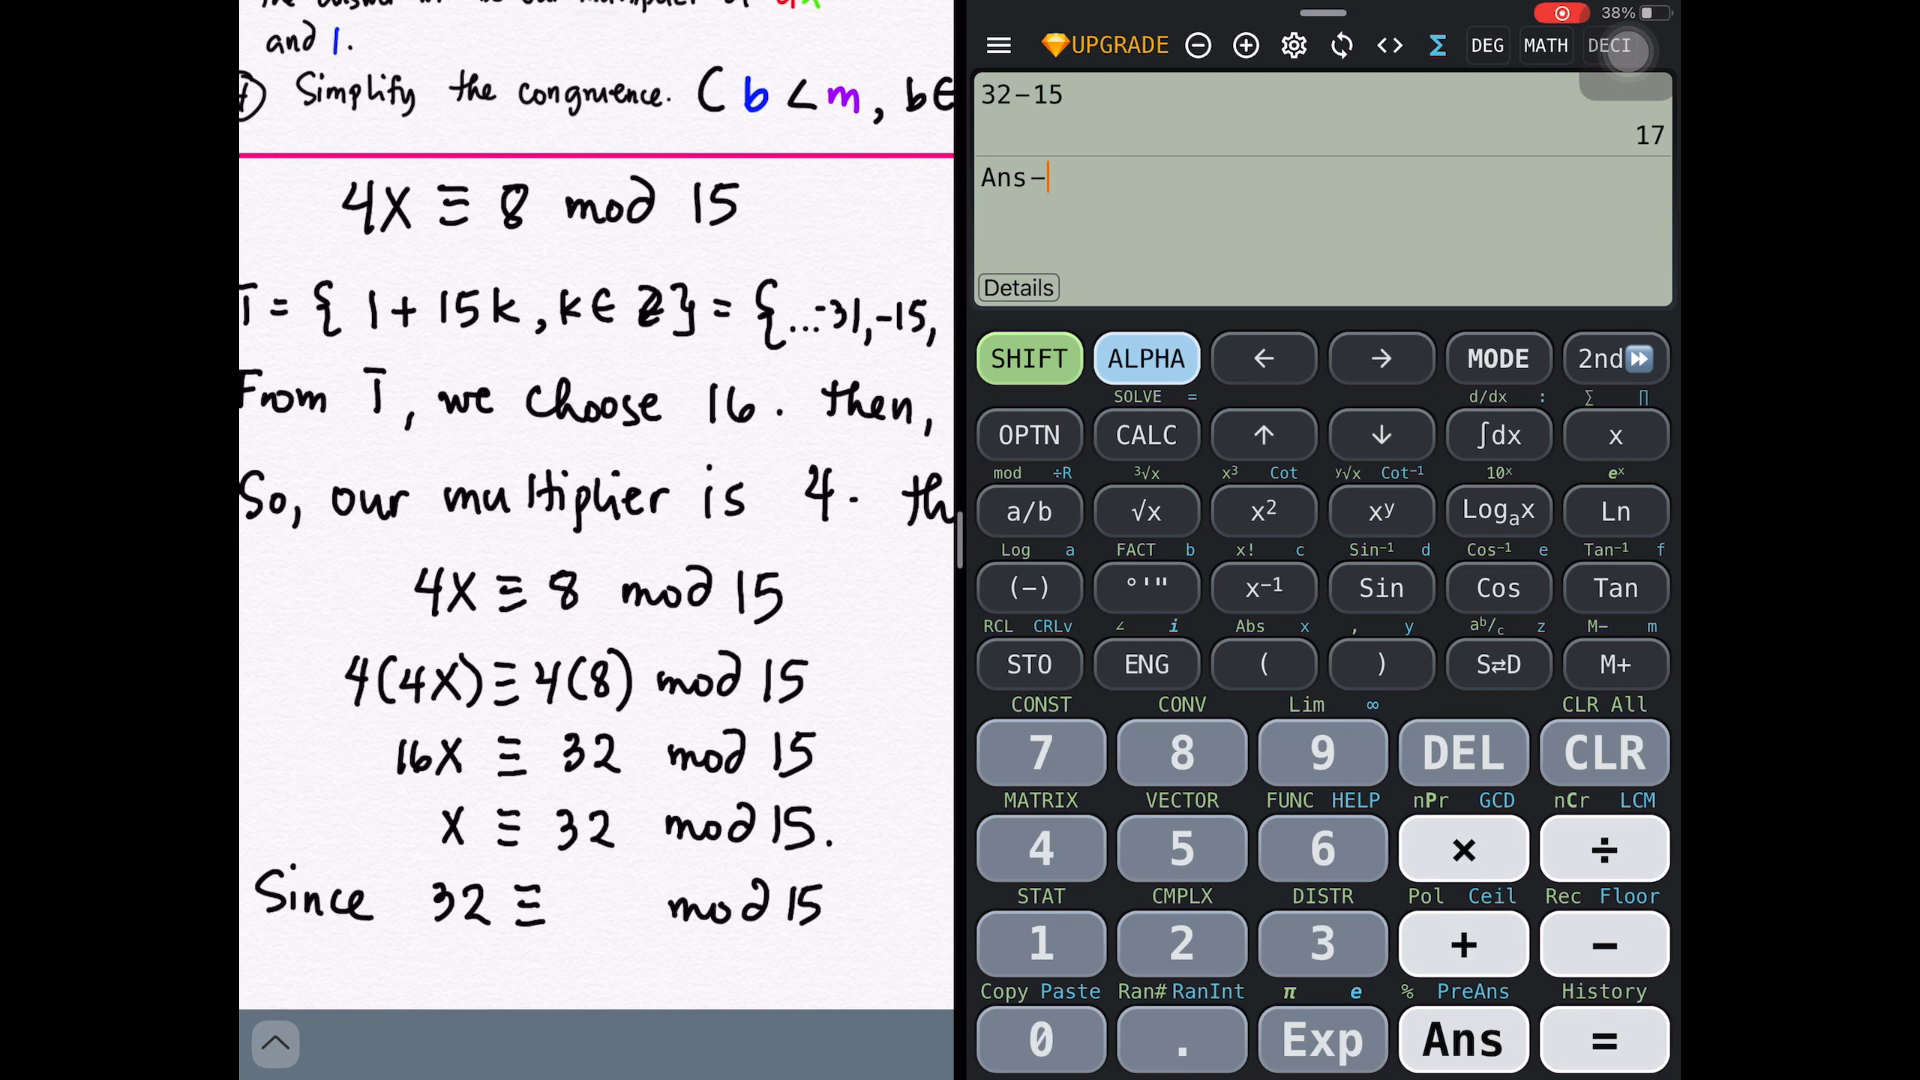 and 1.
Simplify the congruence. ( b < m, b ∈
4X ≡ 8 mod 15
T = { 1 + 15k, k ∈ Z } = { ... -31, -15,
From T, we choose 16. then,
So, our multiplier is 4. th
4X ≡ 8 mod 15
4(4X) ≡ 4(8) mod 15
16X ≡ 32 mod 15
X ≡ 32 mod 15.
Since 32 ≡ mod 15
38%
UPGRADE DEG MATH DECI
32-15
17
Ans-
Details
SHIFT ALPHA ← → MODE 2nd
SOLVE = d/dx : ∑ ∏
OPTN CALC ↑ ↓ ∫dx x
mod ÷R ³√x x³ Cot ʸ√x Cot⁻¹ 10ˣ eˣ
a/b √x x² xʸ Logₐx Ln
Log a FACT b x! c Sin⁻¹ d Cos⁻¹ e Tan⁻¹ f
(−) °'" x⁻¹ Sin Cos Tan
RCL CRLv ∠ i Abs x , y aᵇ/c z M− m
STO ENG ( ) S⇄D M+
CONST CONV Lim ∞ CLR All
7 8 9 DEL CLR
MATRIX VECTOR FUNC HELP nPr GCD nCr LCM
4 5 6 × ÷
STAT CMPLX DISTR Pol Ceil Rec Floor
1 2 3 + −
Copy Paste Ran# RanInt π e % PreAns History
0 . Exp Ans =